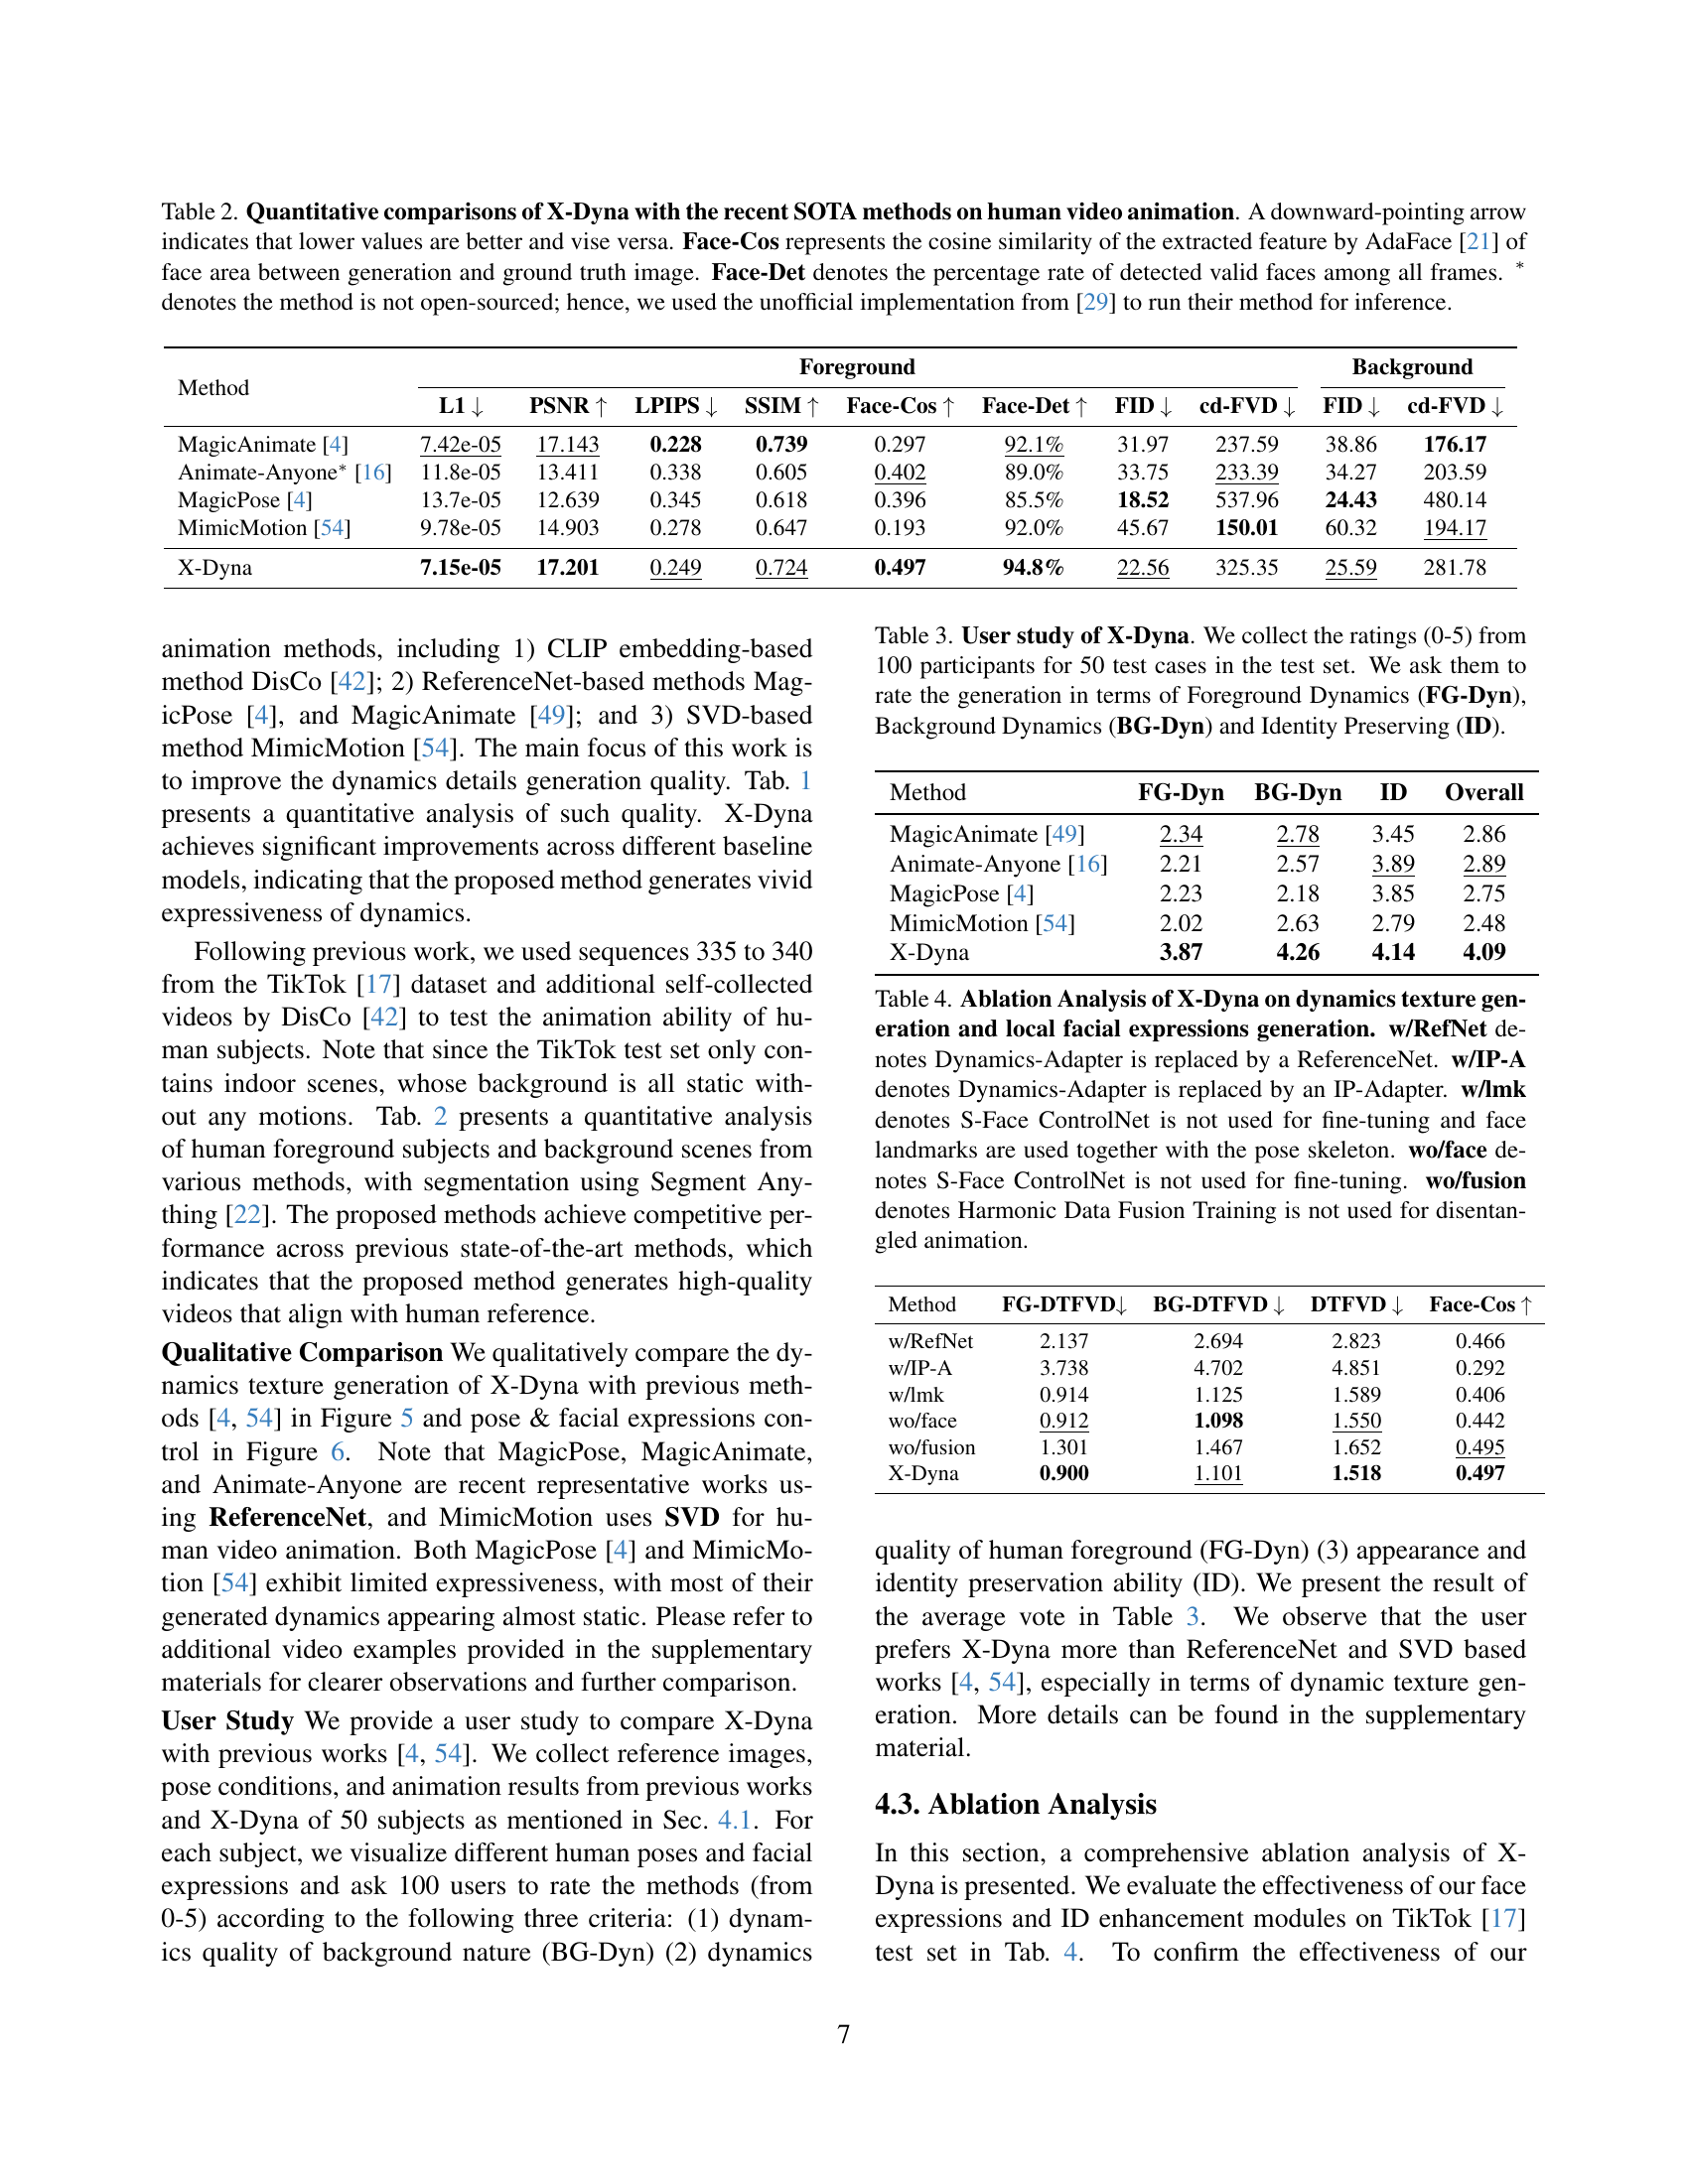 Table 2. Quantitative comparisons of X-Dyna with the recent SOTA methods on human video animation. A downward-pointing arrow
indicates that lower values are better and vise versa. Face-Cos represents the cosine similarity of the extracted feature by AdaFace [21] of
face area between generation and ground truth image. Face-Det denotes the percentage rate of detected valid faces among all frames. *
denotes the method is not open-sourced; hence, we used the unofficial implementation from [29] to run their method for inference.
Method Foreground Background
L1 ↓ PSNR ↑ LPIPS ↓ SSIM ↑ Face-Cos ↑ Face-Det ↑ FID ↓ cd-FVD ↓ FID ↓ cd-FVD ↓
MagicAnimate [4] 7.42e-05 17.143 0.228 0.739 0.297 92.1% 31.97 237.59 38.86 176.17
Animate-Anyone* [16] 11.8e-05 13.411 0.338 0.605 0.402 89.0% 33.75 233.39 34.27 203.59
MagicPose [4] 13.7e-05 12.639 0.345 0.618 0.396 85.5% 18.52 537.96 24.43 480.14
MimicMotion [54] 9.78e-05 14.903 0.278 0.647 0.193 92.0% 45.67 150.01 60.32 194.17
X-Dyna 7.15e-05 17.201 0.249 0.724 0.497 94.8% 22.56 325.35 25.59 281.78
animation methods, including 1) CLIP embedding-based
method DisCo [42]; 2) ReferenceNet-based methods Mag-
icPose [4], and MagicAnimate [49]; and 3) SVD-based
method MimicMotion [54]. The main focus of this work is
to improve the dynamics details generation quality. Tab. 1
presents a quantitative analysis of such quality. X-Dyna
achieves significant improvements across different baseline
models, indicating that the proposed method generates vivid
expressiveness of dynamics.
Following previous work, we used sequences 335 to 340
from the TikTok [17] dataset and additional self-collected
videos by DisCo [42] to test the animation ability of hu-
man subjects. Note that since the TikTok test set only con-
tains indoor scenes, whose background is all static with-
out any motions. Tab. 2 presents a quantitative analysis
of human foreground subjects and background scenes from
various methods, with segmentation using Segment Any-
thing [22]. The proposed methods achieve competitive per-
formance across previous state-of-the-art methods, which
indicates that the proposed method generates high-quality
videos that align with human reference.
Qualitative Comparison We qualitatively compare the dy-
namics texture generation of X-Dyna with previous meth-
ods [4, 54] in Figure 5 and pose & facial expressions con-
trol in Figure 6. Note that MagicPose, MagicAnimate,
and Animate-Anyone are recent representative works us-
ing ReferenceNet, and MimicMotion uses SVD for hu-
man video animation. Both MagicPose [4] and MimicMo-
tion [54] exhibit limited expressiveness, with most of their
generated dynamics appearing almost static. Please refer to
additional video examples provided in the supplementary
materials for clearer observations and further comparison.
User Study We provide a user study to compare X-Dyna
with previous works [4, 54]. We collect reference images,
pose conditions, and animation results from previous works
and X-Dyna of 50 subjects as mentioned in Sec. 4.1. For
each subject, we visualize different human poses and facial
expressions and ask 100 users to rate the methods (from
0-5) according to the following three criteria: (1) dynam-
ics quality of background nature (BG-Dyn) (2) dynamics
Table 3. User study of X-Dyna. We collect the ratings (0-5) from
100 participants for 50 test cases in the test set. We ask them to
rate the generation in terms of Foreground Dynamics (FG-Dyn),
Background Dynamics (BG-Dyn) and Identity Preserving (ID).
Method FG-Dyn BG-Dyn ID Overall
MagicAnimate [49] 2.34 2.78 3.45 2.86
Animate-Anyone [16] 2.21 2.57 3.89 2.89
MagicPose [4] 2.23 2.18 3.85 2.75
MimicMotion [54] 2.02 2.63 2.79 2.48
X-Dyna 3.87 4.26 4.14 4.09
Table 4. Ablation Analysis of X-Dyna on dynamics texture gen-
eration and local facial expressions generation. w/RefNet de-
notes Dynamics-Adapter is replaced by a ReferenceNet. w/IP-A
denotes Dynamics-Adapter is replaced by an IP-Adapter. w/lmk
denotes S-Face ControlNet is not used for fine-tuning and face
landmarks are used together with the pose skeleton. wo/face de-
notes S-Face ControlNet is not used for fine-tuning. wo/fusion
denotes Harmonic Data Fusion Training is not used for disentan-
gled animation.
Method FG-DTFVD↓ BG-DTFVD ↓ DTFVD ↓ Face-Cos ↑
w/RefNet 2.137 2.694 2.823 0.466
w/IP-A 3.738 4.702 4.851 0.292
w/lmk 0.914 1.125 1.589 0.406
wo/face 0.912 1.098 1.550 0.442
wo/fusion 1.301 1.467 1.652 0.495
X-Dyna 0.900 1.101 1.518 0.497
quality of human foreground (FG-Dyn) (3) appearance and
identity preservation ability (ID). We present the result of
the average vote in Table 3. We observe that the user
prefers X-Dyna more than ReferenceNet and SVD based
works [4, 54], especially in terms of dynamic texture gen-
eration. More details can be found in the supplementary
material.
4.3. Ablation Analysis
In this section, a comprehensive ablation analysis of X-
Dyna is presented. We evaluate the effectiveness of our face
expressions and ID enhancement modules on TikTok [17]
test set in Tab. 4. To confirm the effectiveness of our
7